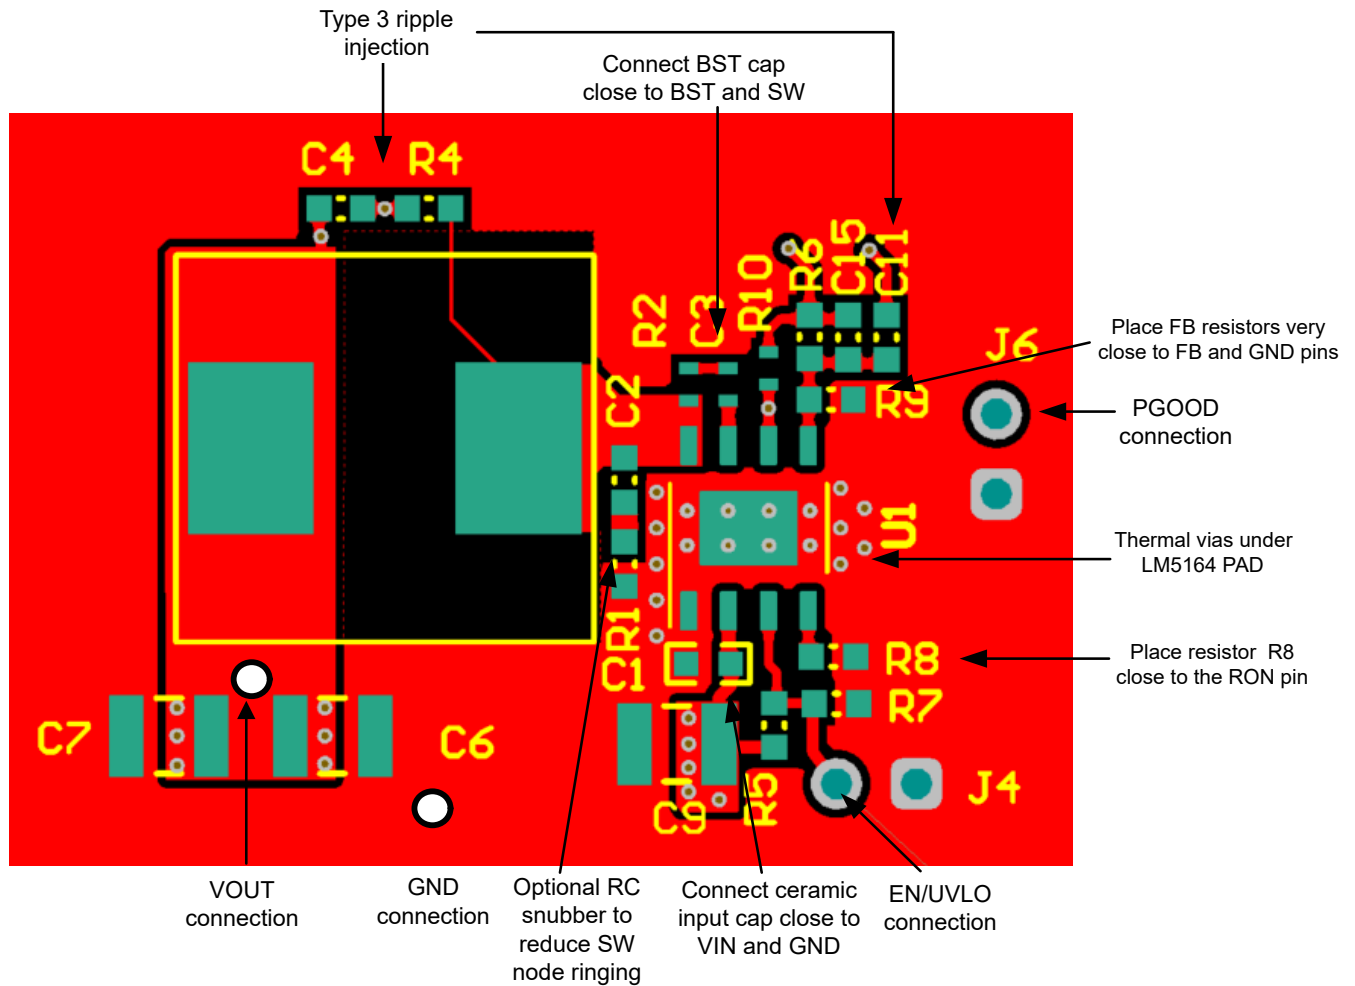 Type 3 ripple
injection
Connect BST cap
close to BST and SW
C4
R4
R2
C3
R10
R6
C15
C11
Place FB resistors very
close to FB and GND pins
J6
C2
R9
PGOOD
connection
U1
Thermal vias under
LM5164 PAD
R1
C1
R8
Place resistor R8
close to the RON pin
R7
C7
C6
C9
R5
J4
VOUT
connection
GND
connection
Optional RC
snubber to
reduce SW
node ringing
Connect ceramic
input cap close to
VIN and GND
EN/UVLO
connection